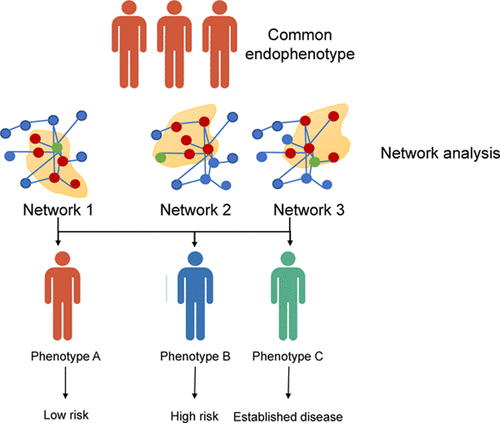 Common
endophenotype
Network analysis
Network 1
Network 2
Network 3
Phenotype A
Phenotype B
Phenotype C
Low risk
High risk
Established disease